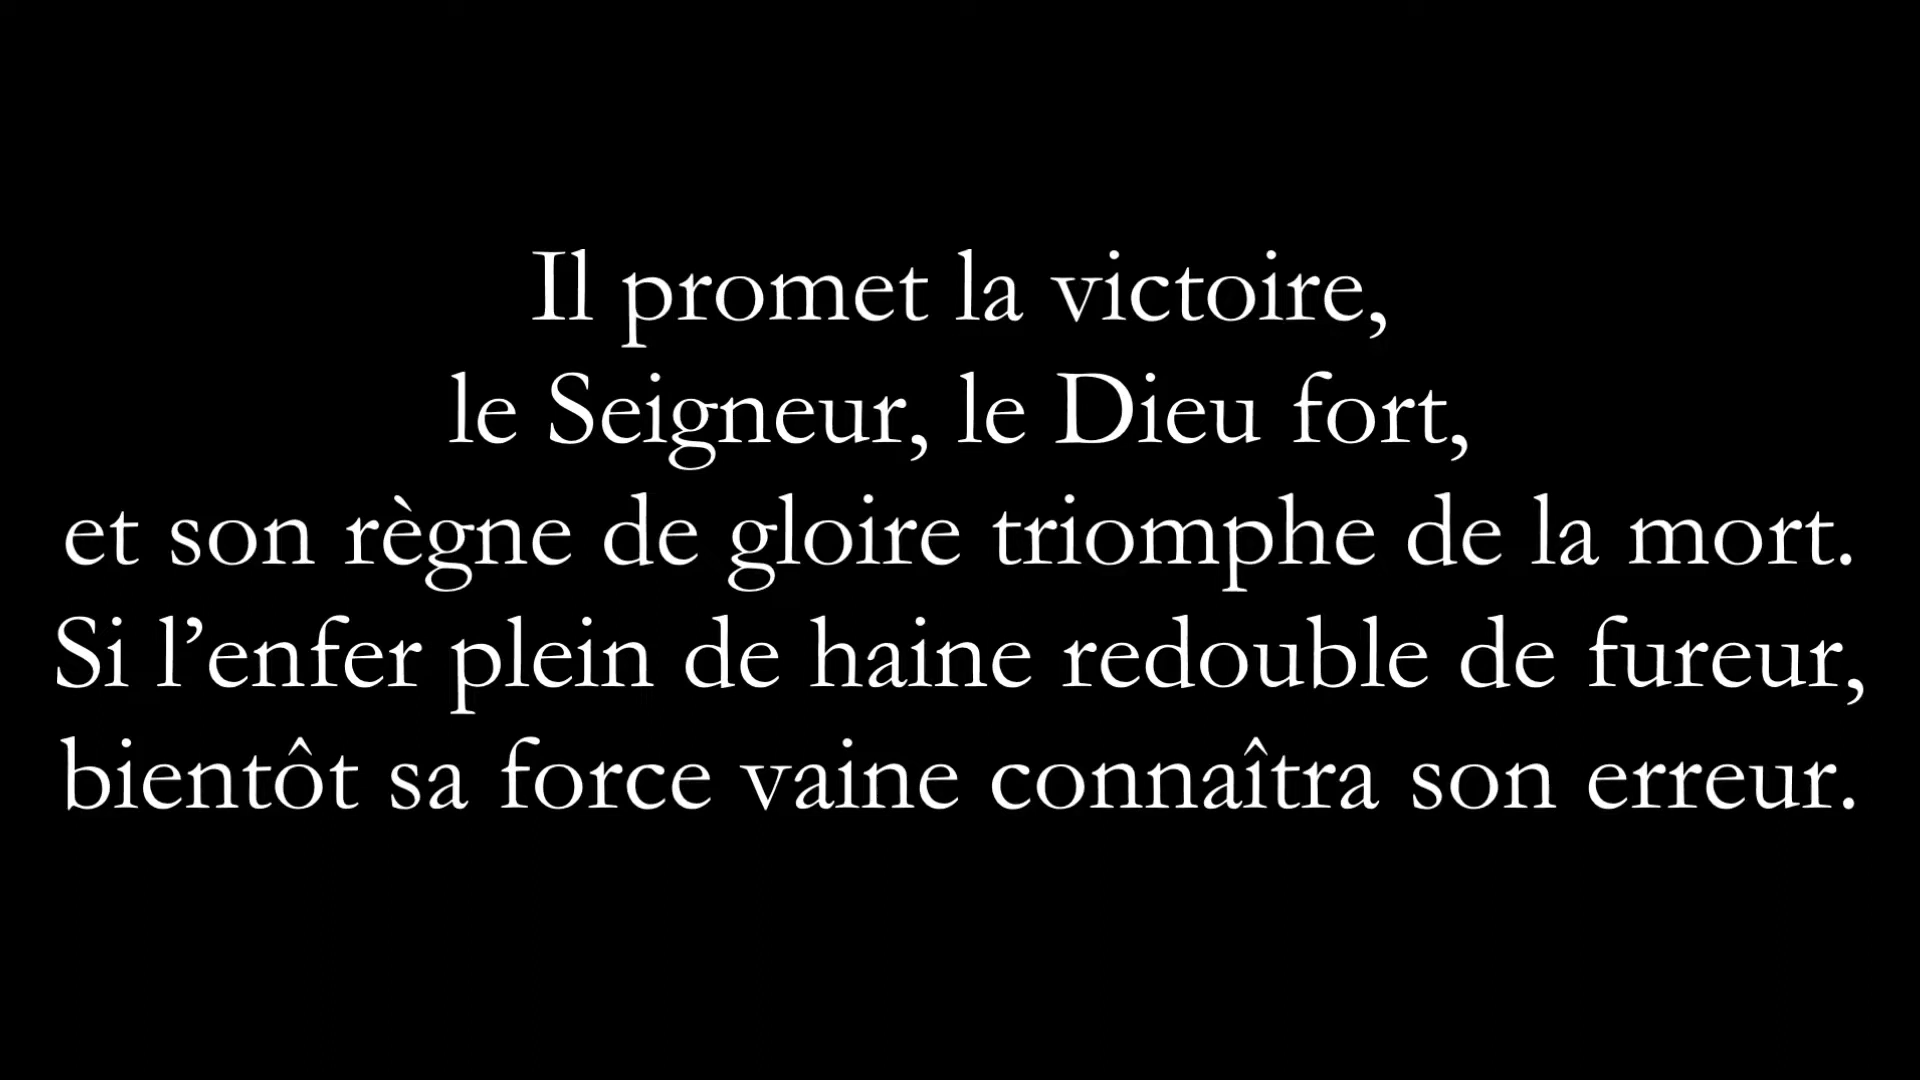 Il promet la victoire,
le Seigneur, le Dieu fort,
et son règne de gloire triomphe de la mort.
Si l’enfer plein de haine redouble de fureur,
bientôt sa force vaine connaîtra son erreur.